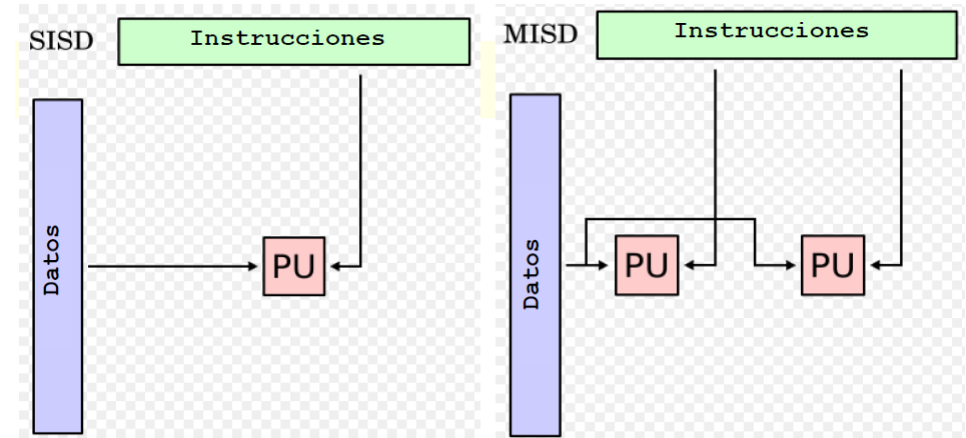 SISD
Instrucciones
Datos
PU
MISD
Instrucciones
Datos
PU
PU